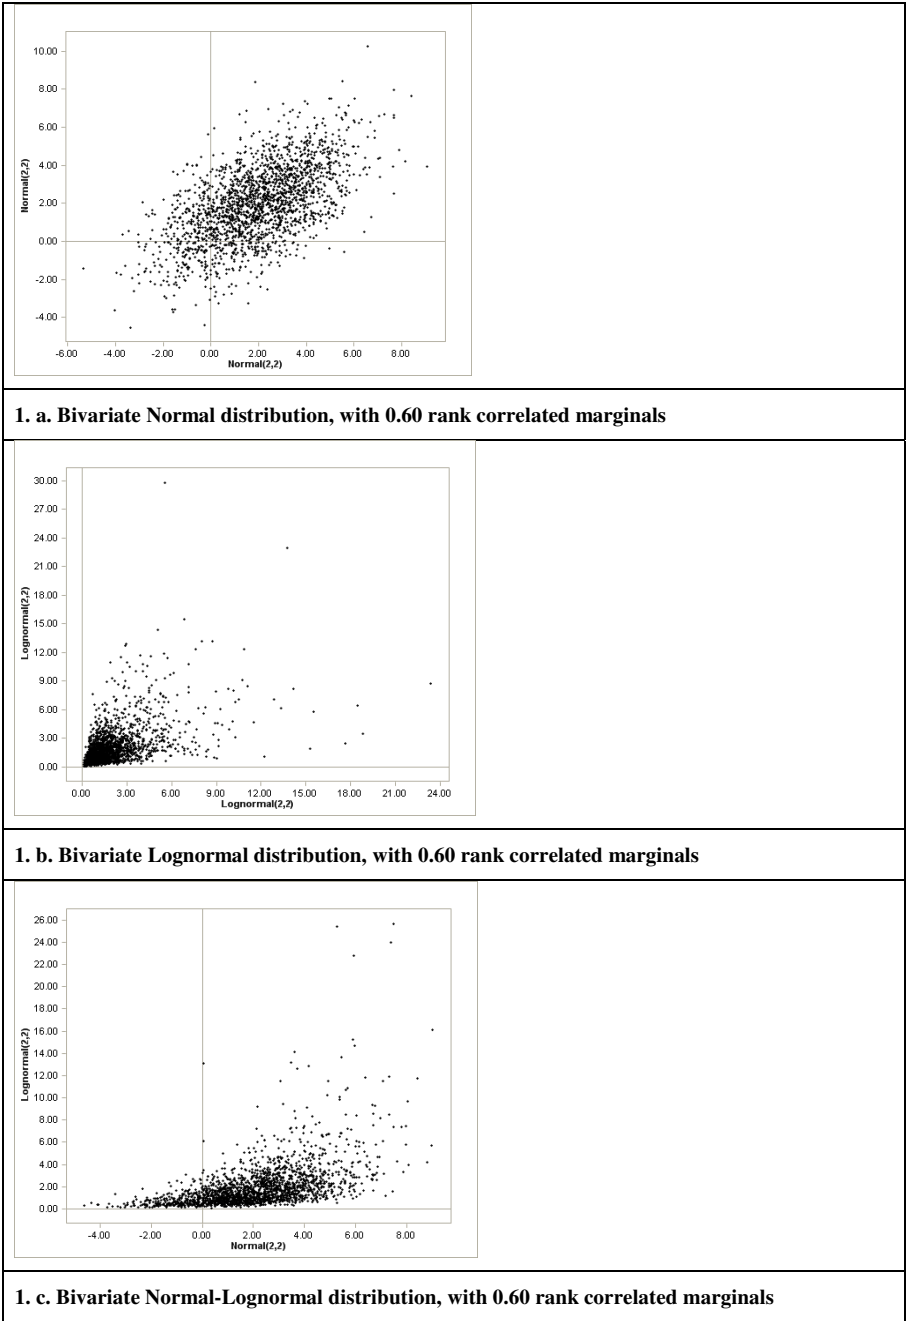 10.00
8.00
6.00
4.00
2.00
0.00
-2.00
-4.00
Normal(2,2)
-6.00 -4.00 -2.00 0.00 2.00 4.00 6.00 8.00
Normal(2,2)
1. a. Bivariate Normal distribution, with 0.60 rank correlated marginals
30.00
27.00
24.00
21.00
18.00
15.00
12.00
9.00
6.00
3.00
0.00
Lognormal(2,2)
0.00 3.00 6.00 9.00 12.00 15.00 18.00 21.00 24.00
Lognormal(2,2)
1. b. Bivariate Lognormal distribution, with 0.60 rank correlated marginals
26.00
24.00
22.00
20.00
18.00
16.00
14.00
12.00
10.00
8.00
6.00
4.00
2.00
0.00
Lognormal(2,2)
-4.00 -2.00 0.00 2.00 4.00 6.00 8.00
Normal(2,2)
1. c. Bivariate Normal-Lognormal distribution, with 0.60 rank correlated marginals